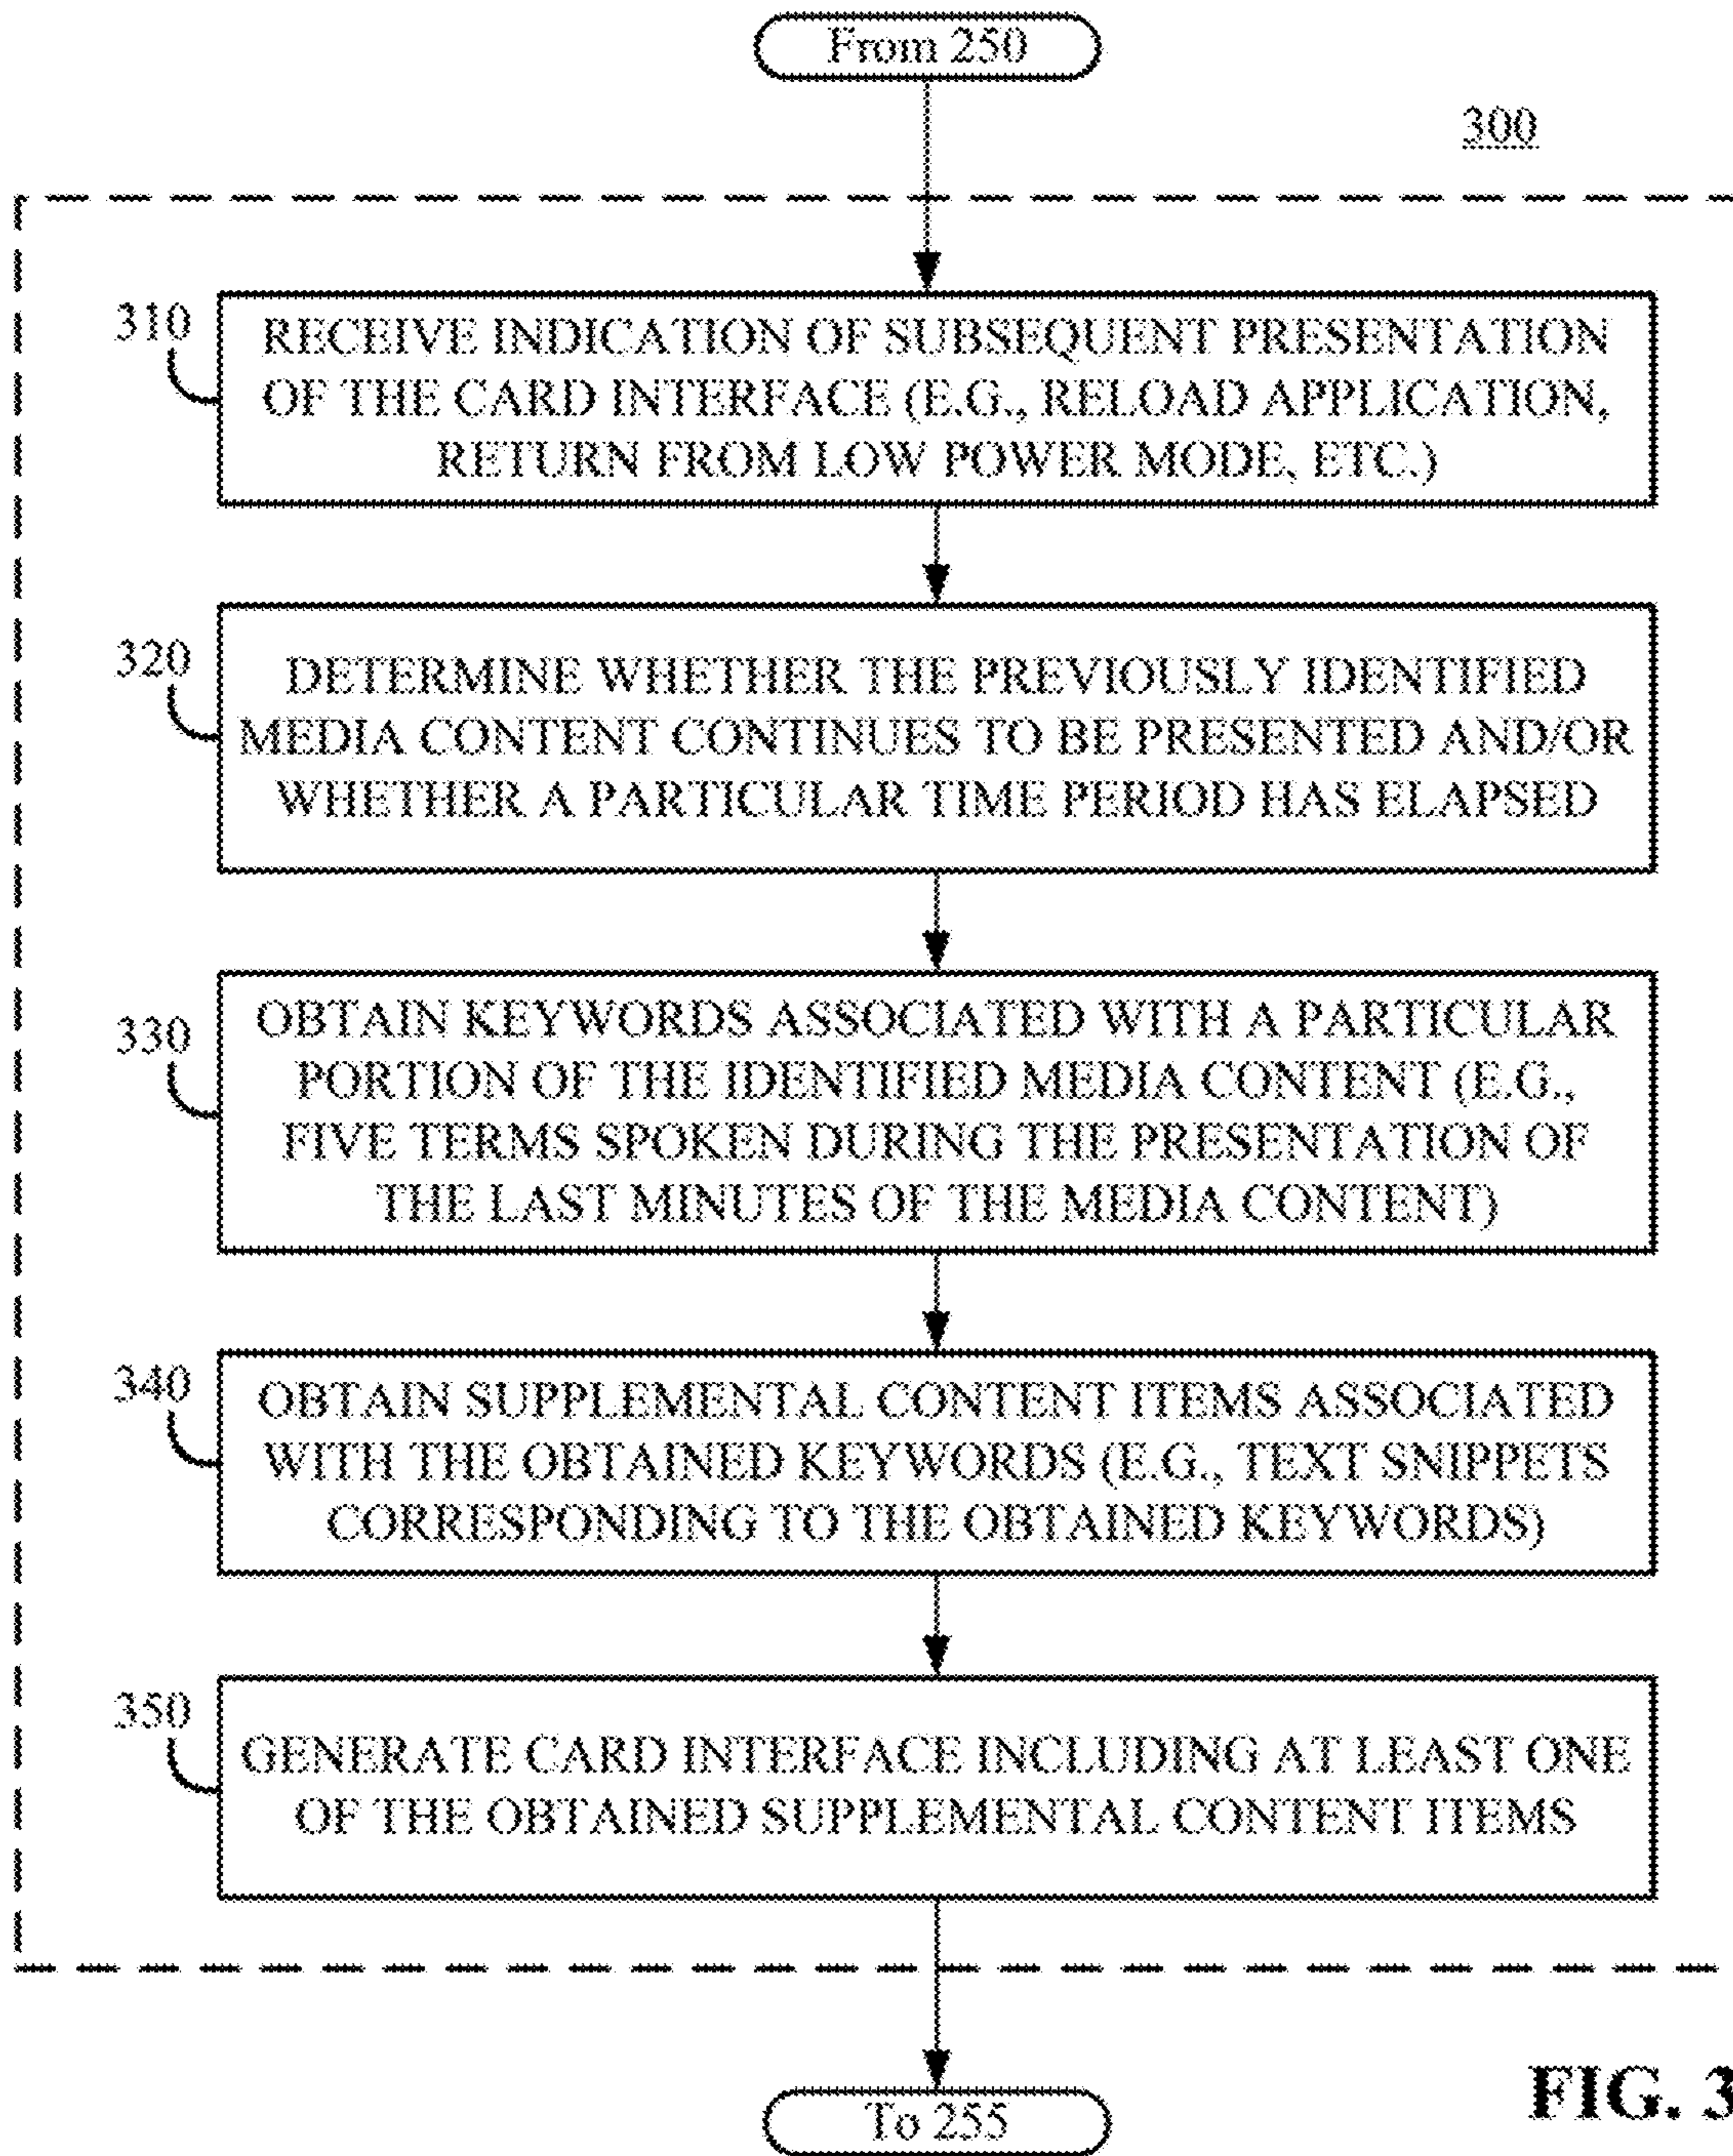 From 250
300
310
RECEIVE INDICATION OF SUBSEQUENT PRESENTATION
OF THE CARD INTERFACE (E.G., RELOAD APPLICATION,
RETURN FROM LOW POWER MODE, ETC.)
320
DETERMINE WHETHER THE PREVIOUSLY IDENTIFIED
MEDIA CONTENT CONTINUES TO BE PRESENTED AND/OR
WHETHER A PARTICULAR TIME PERIOD HAS ELAPSED
330
OBTAIN KEYWORDS ASSOCIATED WITH A PARTICULAR
PORTION OF THE IDENTIFIED MEDIA CONTENT (E.G.,
FIVE TERMS SPOKEN DURING THE PRESENTATION OF
THE LAST MINUTES OF THE MEDIA CONTENT)
340
OBTAIN SUPPLEMENTAL CONTENT ITEMS ASSOCIATED
WITH THE OBTAINED KEYWORDS (E.G., TEXT SNIPPETS
CORRESPONDING TO THE OBTAINED KEYWORDS)
350
GENERATE CARD INTERFACE INCLUDING AT LEAST ONE
OF THE OBTAINED SUPPLEMENTAL CONTENT ITEMS
To 255
FIG. 3